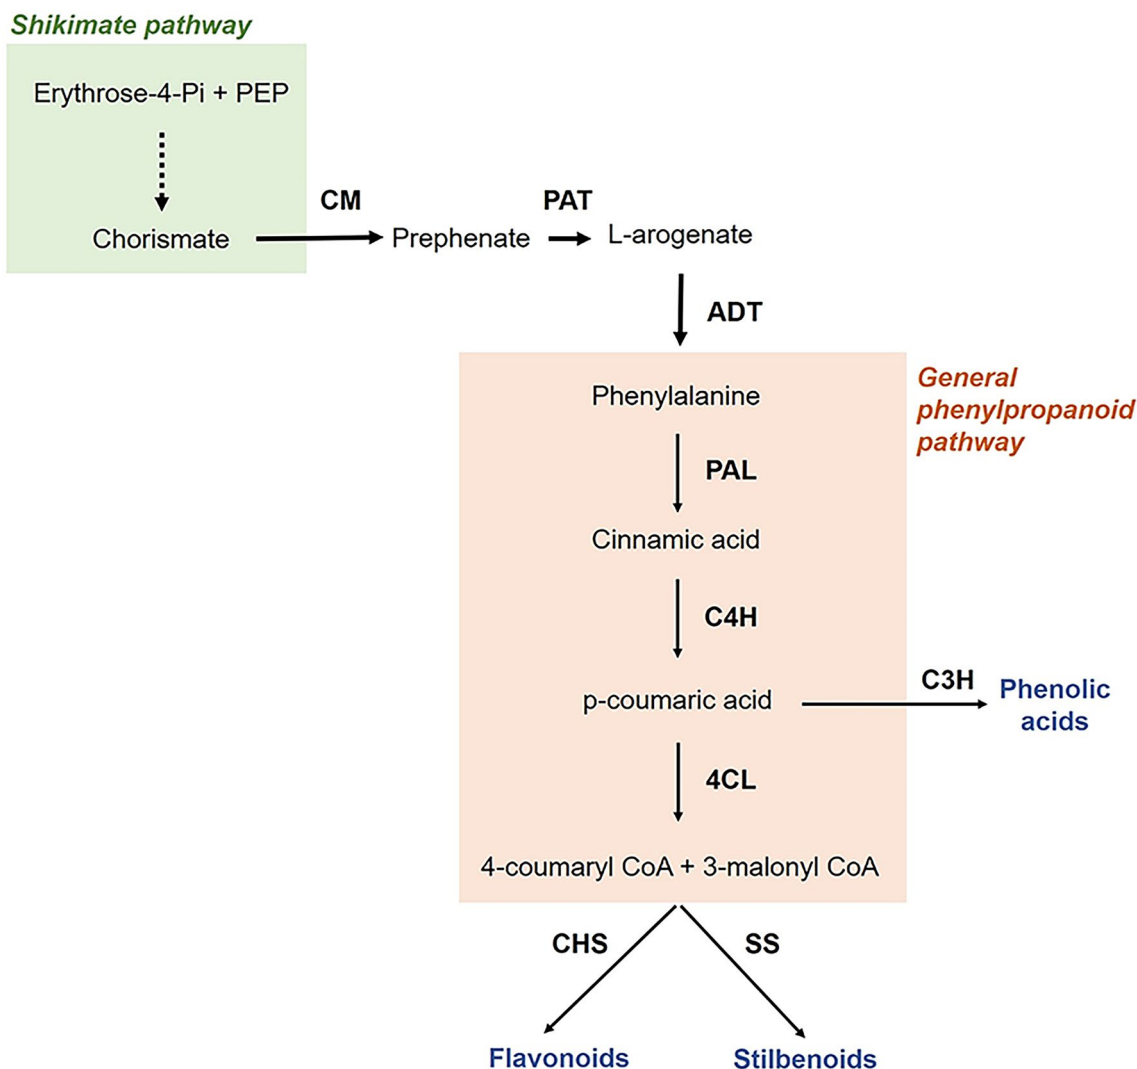 Shikimate pathway
Erythrose-4-Pi + PEP
CM
PAT
Chorismate
Prephenate
L-arogenate
ADT
Phenylalanine
General
phenylpropanoid
pathway
PAL
Cinnamic acid
C4H
p-coumaric acid
C3H
Phenolic
acids
4CL
4-coumaryl CoA + 3-malonyl CoA
CHS
SS
Flavonoids
Stilbenoids